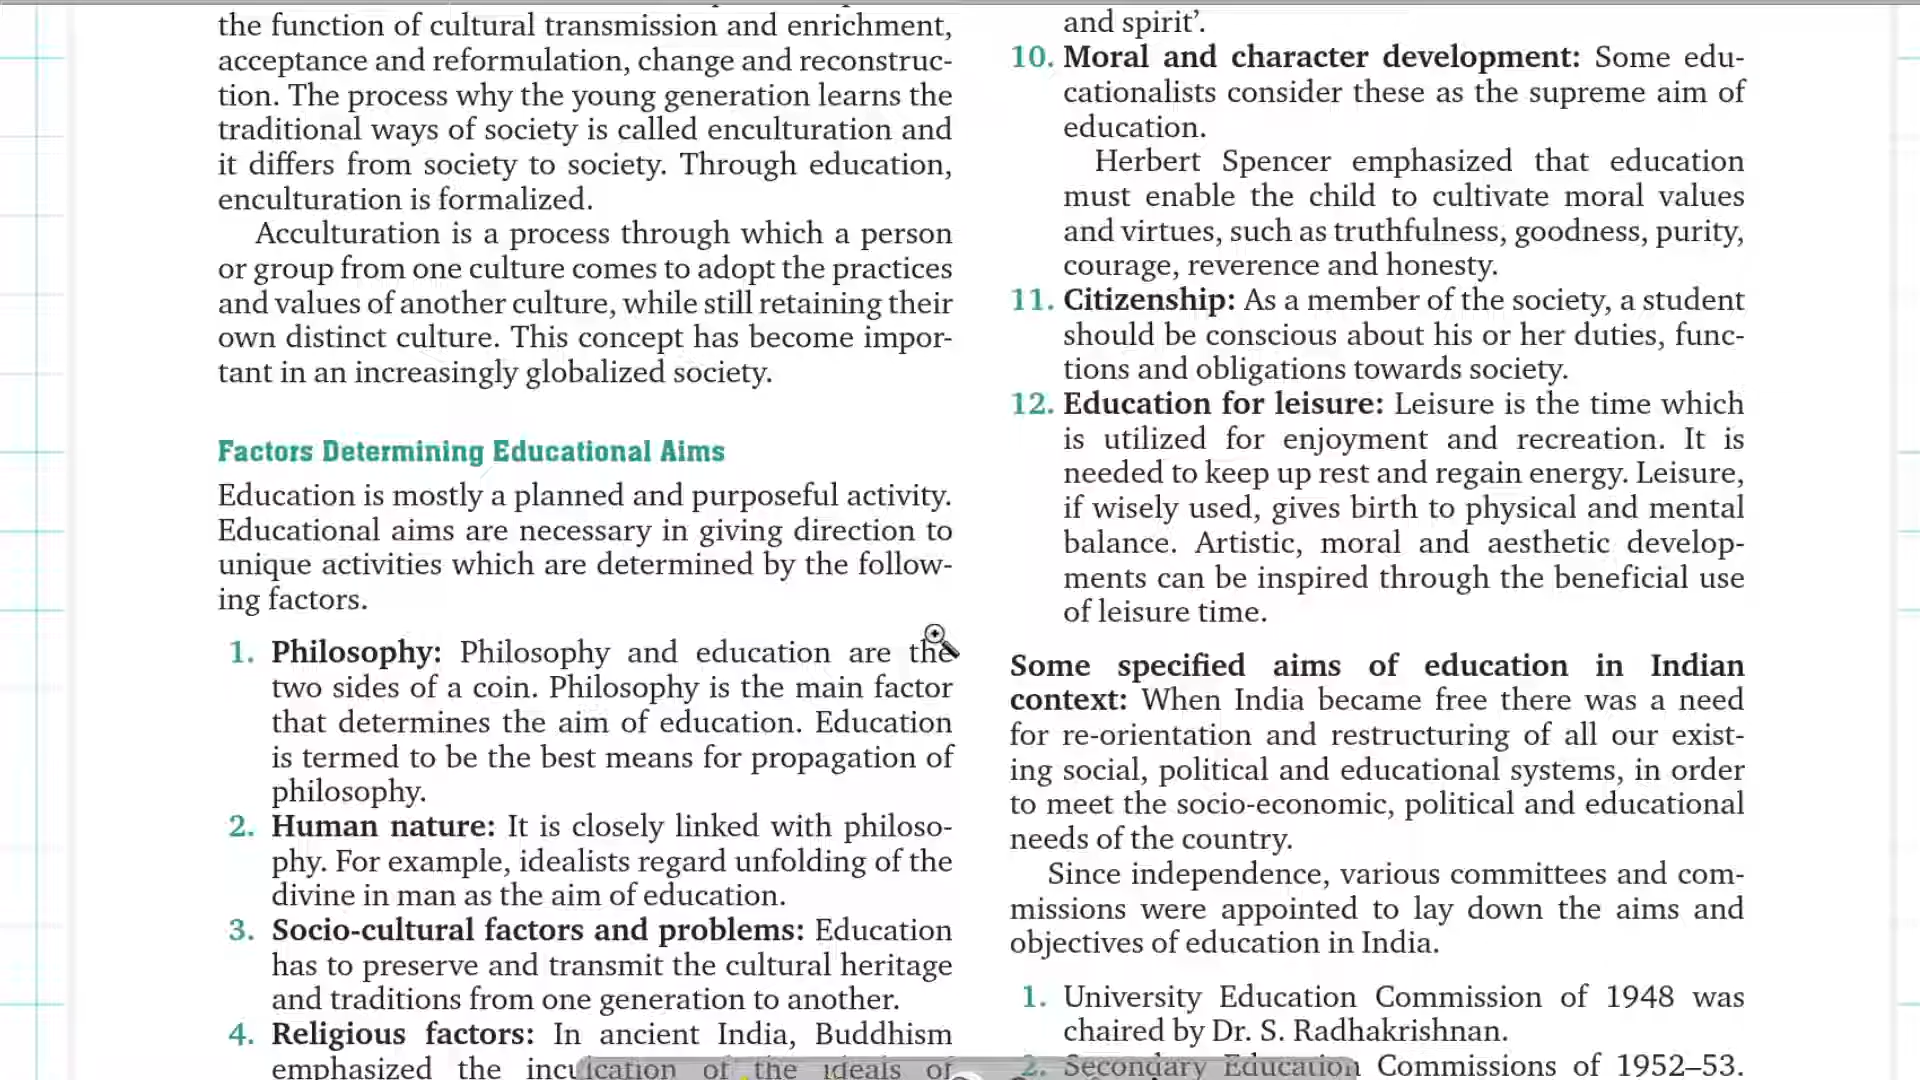 the function of cultural transmission and enrichment,
acceptance and reformulation, change and reconstruc-
tion. The process why the young generation learns the
traditional ways of society is called enculturation and
it differs from society to society. Through education,
enculturation is formalized.
Acculturation is a process through which a person
or group from one culture comes to adopt the practices
and values of another culture, while still retaining their
own distinct culture. This concept has become impor-
tant in an increasingly globalized society.
Factors Determining Educational Aims
Education is mostly a planned and purposeful activity.
Educational aims are necessary in giving direction to
unique activities which are determined by the follow-
ing factors.
1. Philosophy: Philosophy and education are the
two sides of a coin. Philosophy is the main factor
that determines the aim of education. Education
is termed to be the best means for propagation of
philosophy.
2. Human nature: It is closely linked with philoso-
phy. For example, idealists regard unfolding of the
divine in man as the aim of education.
3. Socio-cultural factors and problems: Education
has to preserve and transmit the cultural heritage
and traditions from one generation to another.
4. Religious factors: In ancient India, Buddhism
emphasized the inculcation of the ideals of
and spirit’.
10. Moral and character development: Some edu-
cationalists consider these as the supreme aim of
education.
Herbert Spencer emphasized that education
must enable the child to cultivate moral values
and virtues, such as truthfulness, goodness, purity,
courage, reverence and honesty.
11. Citizenship: As a member of the society, a student
should be conscious about his or her duties, func-
tions and obligations towards society.
12. Education for leisure: Leisure is the time which
is utilized for enjoyment and recreation. It is
needed to keep up rest and regain energy. Leisure,
if wisely used, gives birth to physical and mental
balance. Artistic, moral and aesthetic develop-
ments can be inspired through the beneficial use
of leisure time.
Some specified aims of education in Indian
context: When India became free there was a need
for re-orientation and restructuring of all our exist-
ing social, political and educational systems, in order
to meet the socio-economic, political and educational
needs of the country.
Since independence, various committees and com-
missions were appointed to lay down the aims and
objectives of education in India.
1. University Education Commission of 1948 was
chaired by Dr. S. Radhakrishnan.
2. Secondary Education Commissions of 1952–53.